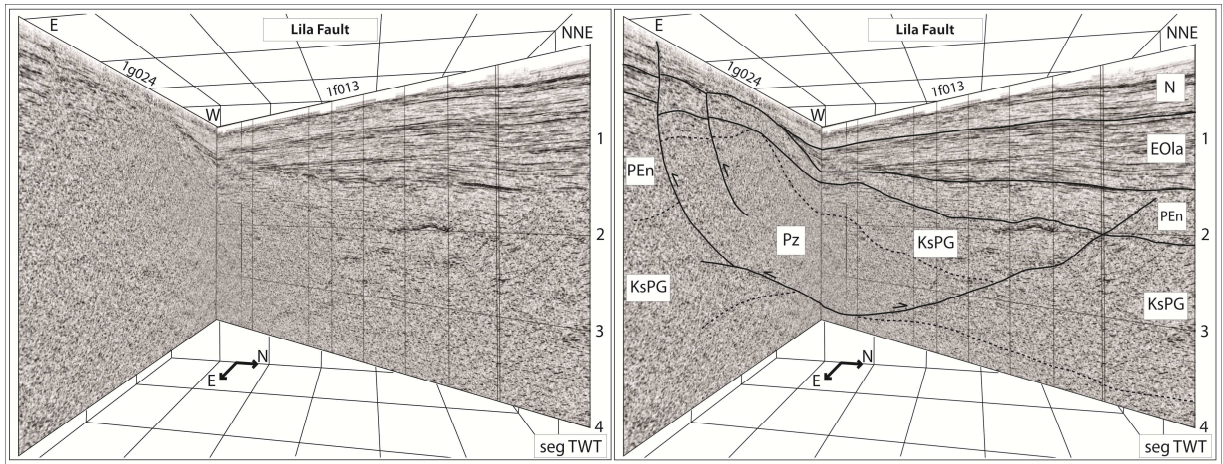 Lila Fault
E
NNE
1g024
1f013
W
1
2
3
4
N
E
seg TWT
Lila Fault
E
NNE
1g024
1f013
N
W
1
EOla
PEn
PEn
2
Pz
KsPG
KsPG
KsPG
3
N
E
4
seg TWT